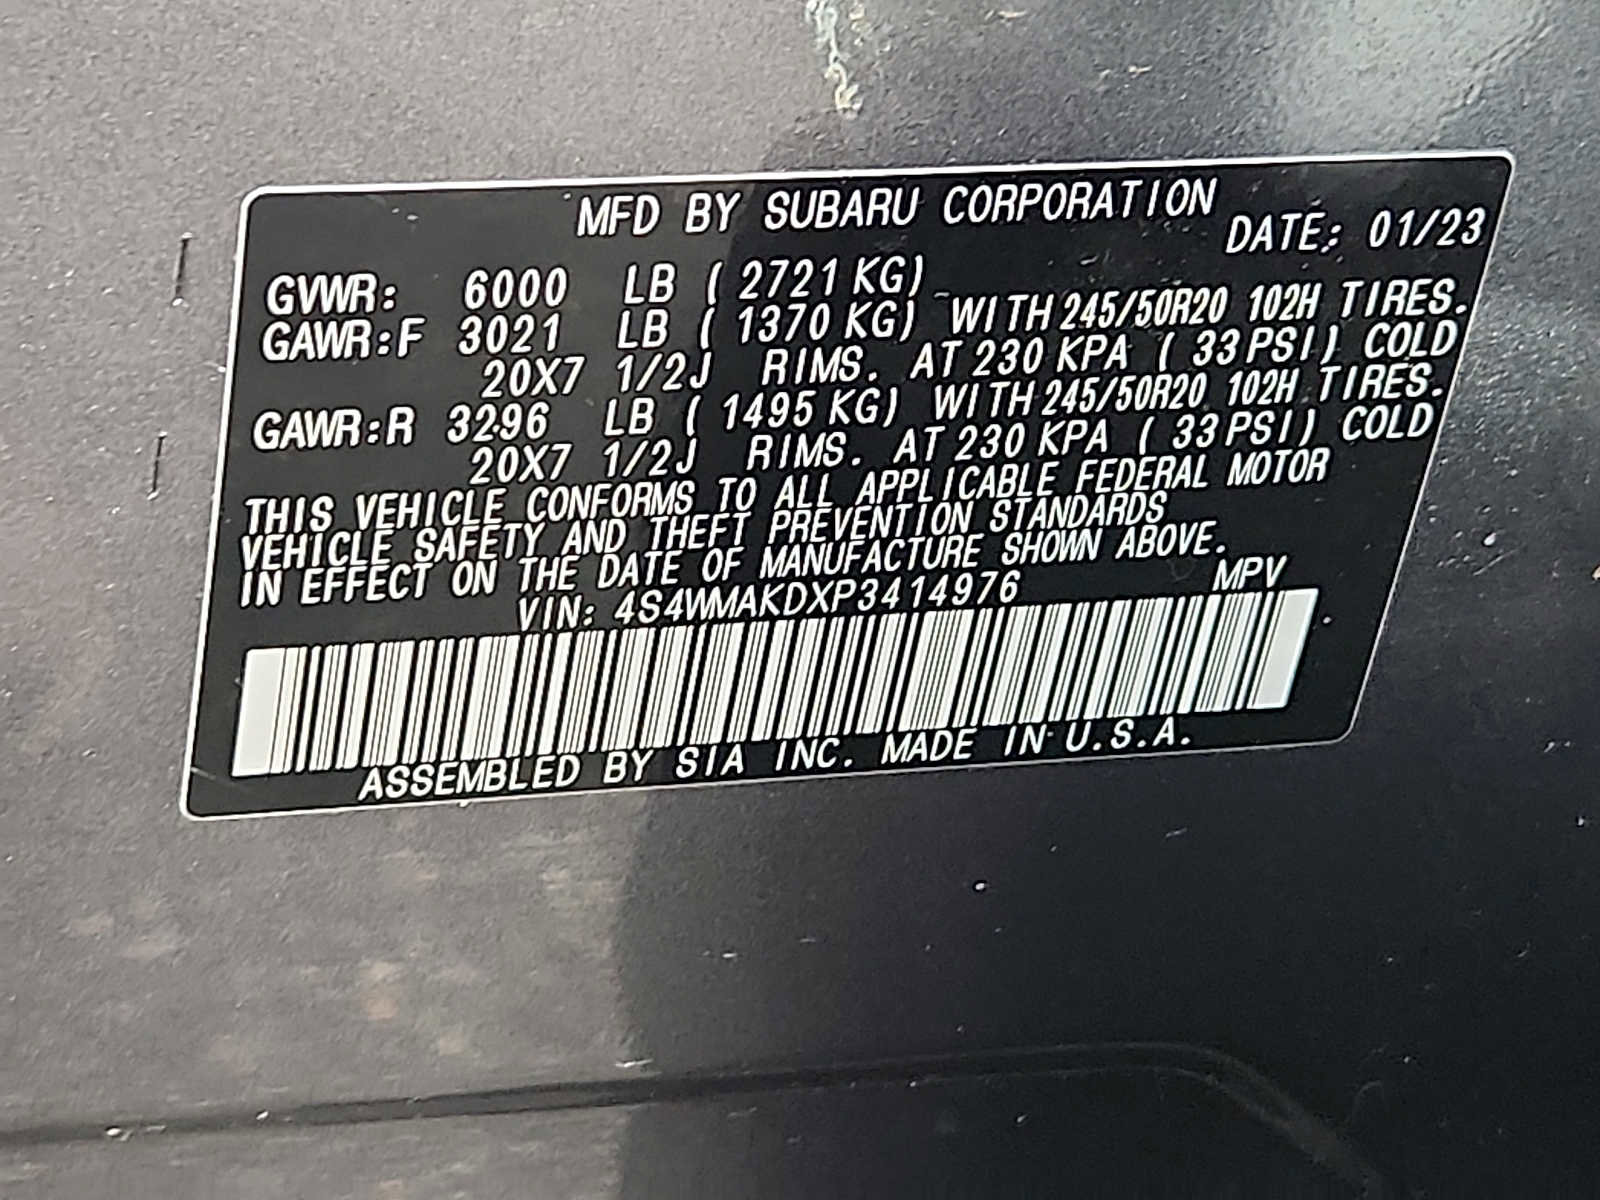 MFD BY SUBARU CORPORATION
DATE: 01/23
GVWR: 6000 LB ( 2721 KG)
GAWR:F 3021 LB ( 1370 KG) WITH 245/50R20 102H TIRES.
20X7 1/2J RIMS. AT 230 KPA ( 33 PSI) COLD
GAWR:R 3296 LB ( 1495 KG) WITH 245/50R20 102H TIRES.
20X7 1/2J RIMS. AT 230 KPA ( 33 PSI) COLD
THIS VEHICLE CONFORMS TO ALL APPLICABLE FEDERAL MOTOR
VEHICLE SAFETY AND THEFT PREVENTION STANDARDS
IN EFFECT ON THE DATE OF MANUFACTURE SHOWN ABOVE.
VIN: 4S4WMAKDXP3414976 MPV
ASSEMBLED BY SIA INC. MADE IN U.S.A.